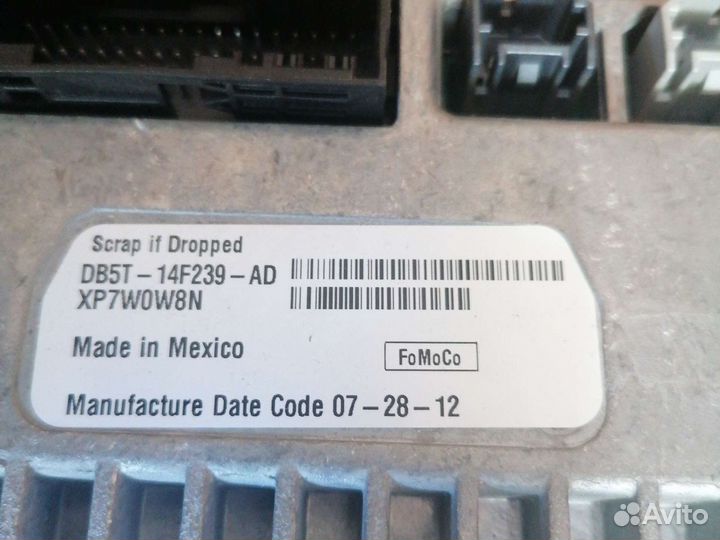 Scrap if Dropped
DB5T-14F239-AD
XP7W0W8N
Made in Mexico
FoMoCo
Manufacture Date Code 07-28-12
Avito